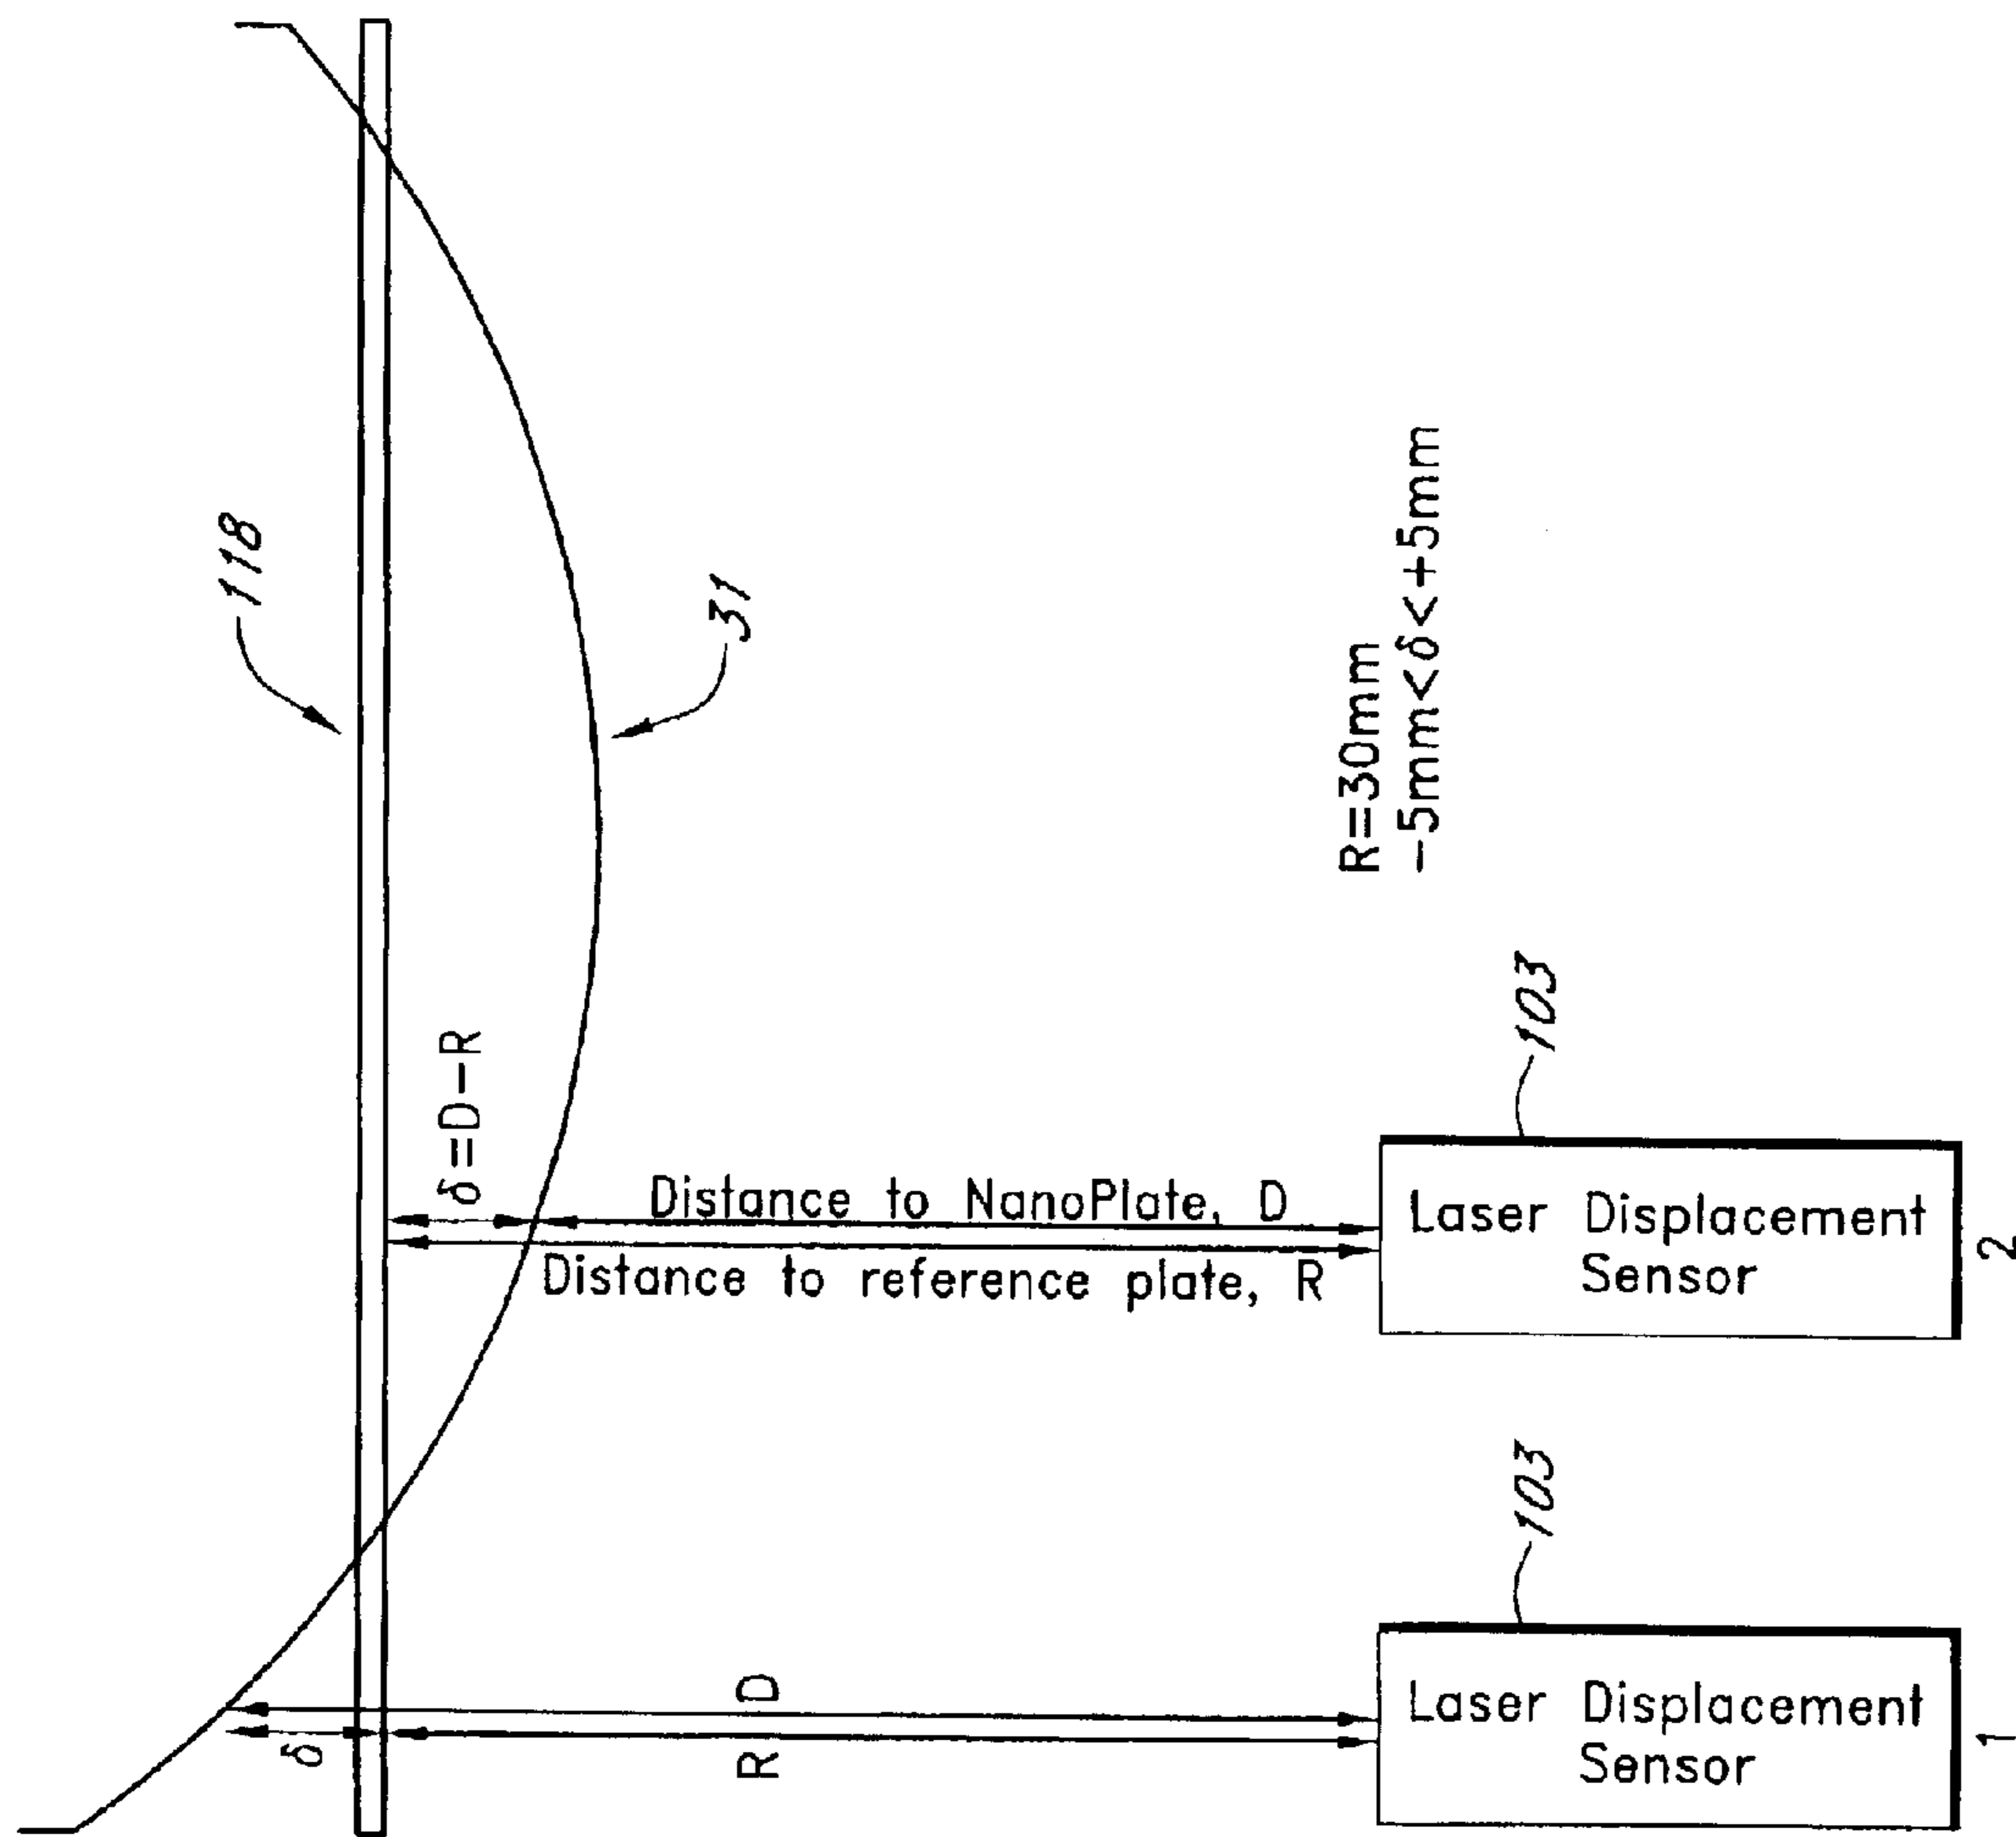 118
31
δ=D-R
Distance to NanoPlate, D
Distance to reference plate, R
R=30mm
-5mm<δ<+5mm
103
Laser Displacement
Sensor
2
δ
D
R
103
Laser Displacement
Sensor
1